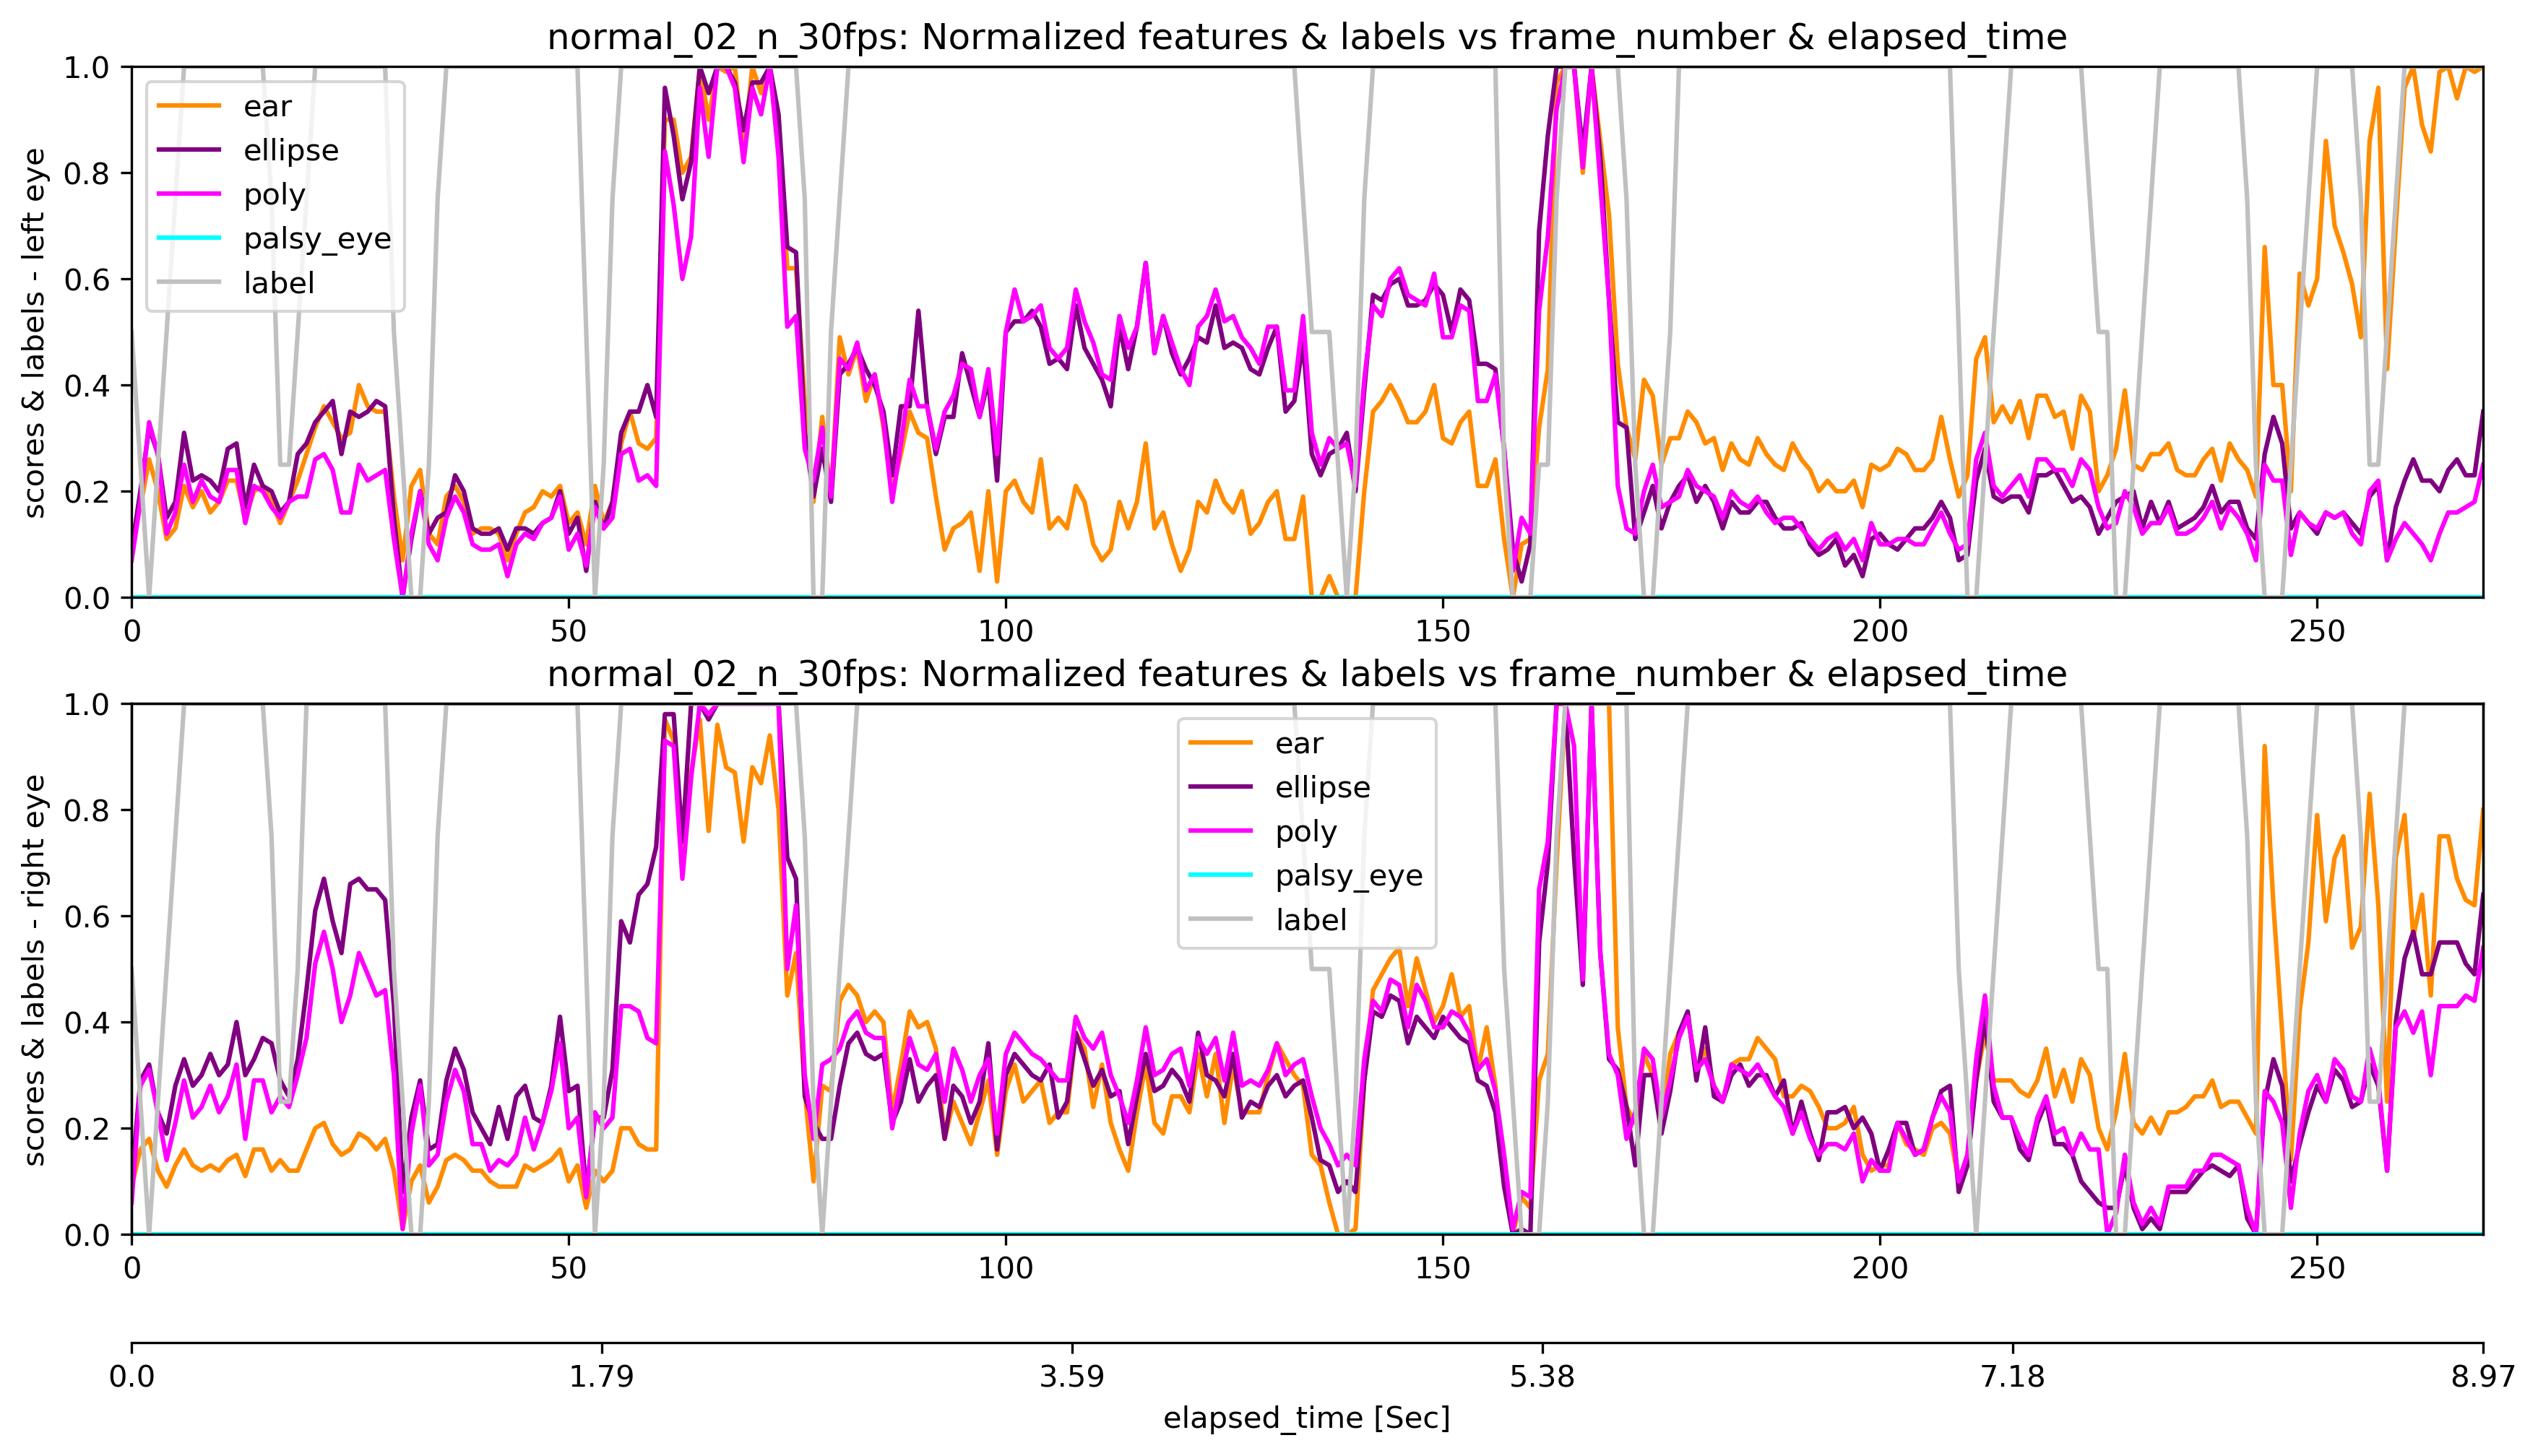 normal_02_n_30fps: Normalized features & labels vs frame_number & elapsed_time
scores & labels - left eye
1.0
0.8
0.6
0.4
0.2
0.0
ear
ellipse
poly
palsy_eye
label
0 50 100 150 200 250
normal_02_n_30fps: Normalized features & labels vs frame_number & elapsed_time
scores & labels - right eye
1.0
0.8
0.6
0.4
0.2
0.0
ear
ellipse
poly
palsy_eye
label
0 50 100 150 200 250
0.0 1.79 3.59 5.38 7.18 8.97
elapsed_time [Sec]